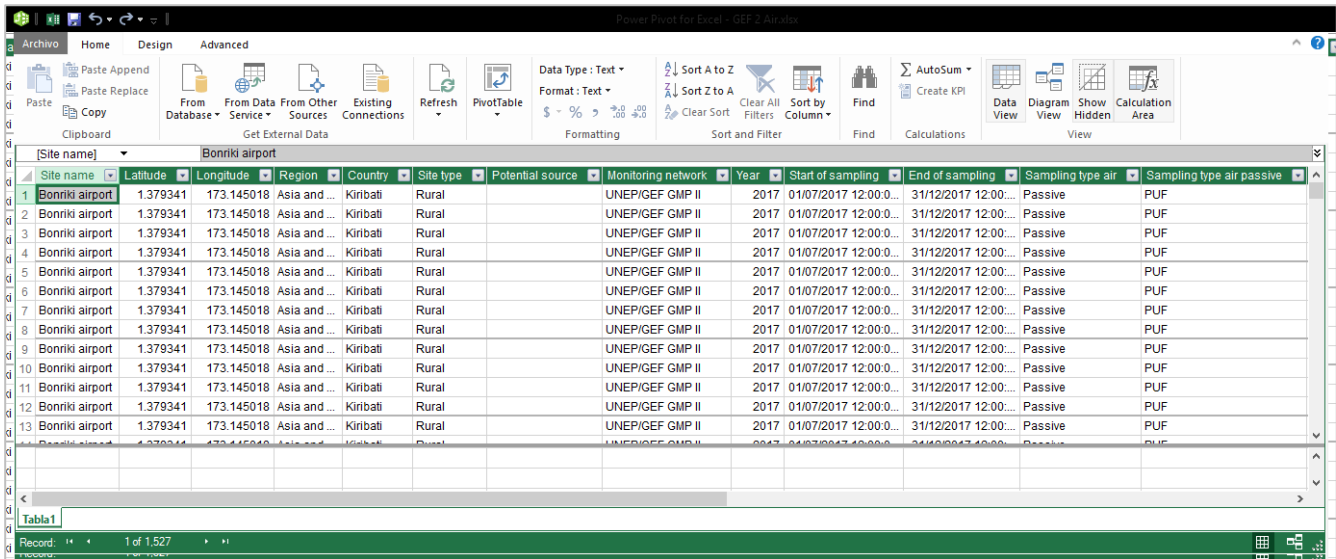 Power Pivot for Excel - GEF 2 Air.xlsx
Archivo Home Design Advanced
Paste Append
Paste Replace
Copy
Paste
Clipboard
From Database
From Data Service
From Other Sources
Existing Connections
Get External Data
Refresh
PivotTable
Data Type : Text
Format : Text
$ % , .00 .00
Formatting
Sort A to Z
Sort Z to A
Clear Sort
Clear All Filters
Sort by Column
Sort and Filter
Find
Find
AutoSum
Create KPI
Calculations
Data View
Diagram View
Show Hidden
Calculation Area
View
[Site name] Bonriki airport
Site name Latitude Longitude Region Country Site type Potential source Monitoring network Year Start of sampling End of sampling Sampling type air Sampling type air passive
1 Bonriki airport 1.379341 173.145018 Asia and ... Kiribati Rural UNEP/GEF GMP II 2017 01/07/2017 12:00:0... 31/12/2017 12:00:... Passive PUF
2 Bonriki airport 1.379341 173.145018 Asia and ... Kiribati Rural UNEP/GEF GMP II 2017 01/07/2017 12:00:0... 31/12/2017 12:00:... Passive PUF
3 Bonriki airport 1.379341 173.145018 Asia and ... Kiribati Rural UNEP/GEF GMP II 2017 01/07/2017 12:00:0... 31/12/2017 12:00:... Passive PUF
4 Bonriki airport 1.379341 173.145018 Asia and ... Kiribati Rural UNEP/GEF GMP II 2017 01/07/2017 12:00:0... 31/12/2017 12:00:... Passive PUF
5 Bonriki airport 1.379341 173.145018 Asia and ... Kiribati Rural UNEP/GEF GMP II 2017 01/07/2017 12:00:0... 31/12/2017 12:00:... Passive PUF
6 Bonriki airport 1.379341 173.145018 Asia and ... Kiribati Rural UNEP/GEF GMP II 2017 01/07/2017 12:00:0... 31/12/2017 12:00:... Passive PUF
7 Bonriki airport 1.379341 173.145018 Asia and ... Kiribati Rural UNEP/GEF GMP II 2017 01/07/2017 12:00:0... 31/12/2017 12:00:... Passive PUF
8 Bonriki airport 1.379341 173.145018 Asia and ... Kiribati Rural UNEP/GEF GMP II 2017 01/07/2017 12:00:0... 31/12/2017 12:00:... Passive PUF
9 Bonriki airport 1.379341 173.145018 Asia and ... Kiribati Rural UNEP/GEF GMP II 2017 01/07/2017 12:00:0... 31/12/2017 12:00:... Passive PUF
10 Bonriki airport 1.379341 173.145018 Asia and ... Kiribati Rural UNEP/GEF GMP II 2017 01/07/2017 12:00:0... 31/12/2017 12:00:... Passive PUF
11 Bonriki airport 1.379341 173.145018 Asia and ... Kiribati Rural UNEP/GEF GMP II 2017 01/07/2017 12:00:0... 31/12/2017 12:00:... Passive PUF
12 Bonriki airport 1.379341 173.145018 Asia and ... Kiribati Rural UNEP/GEF GMP II 2017 01/07/2017 12:00:0... 31/12/2017 12:00:... Passive PUF
13 Bonriki airport 1.379341 173.145018 Asia and ... Kiribati Rural UNEP/GEF GMP II 2017 01/07/2017 12:00:0... 31/12/2017 12:00:... Passive PUF
Tabla1
Record: 1 of 1,527